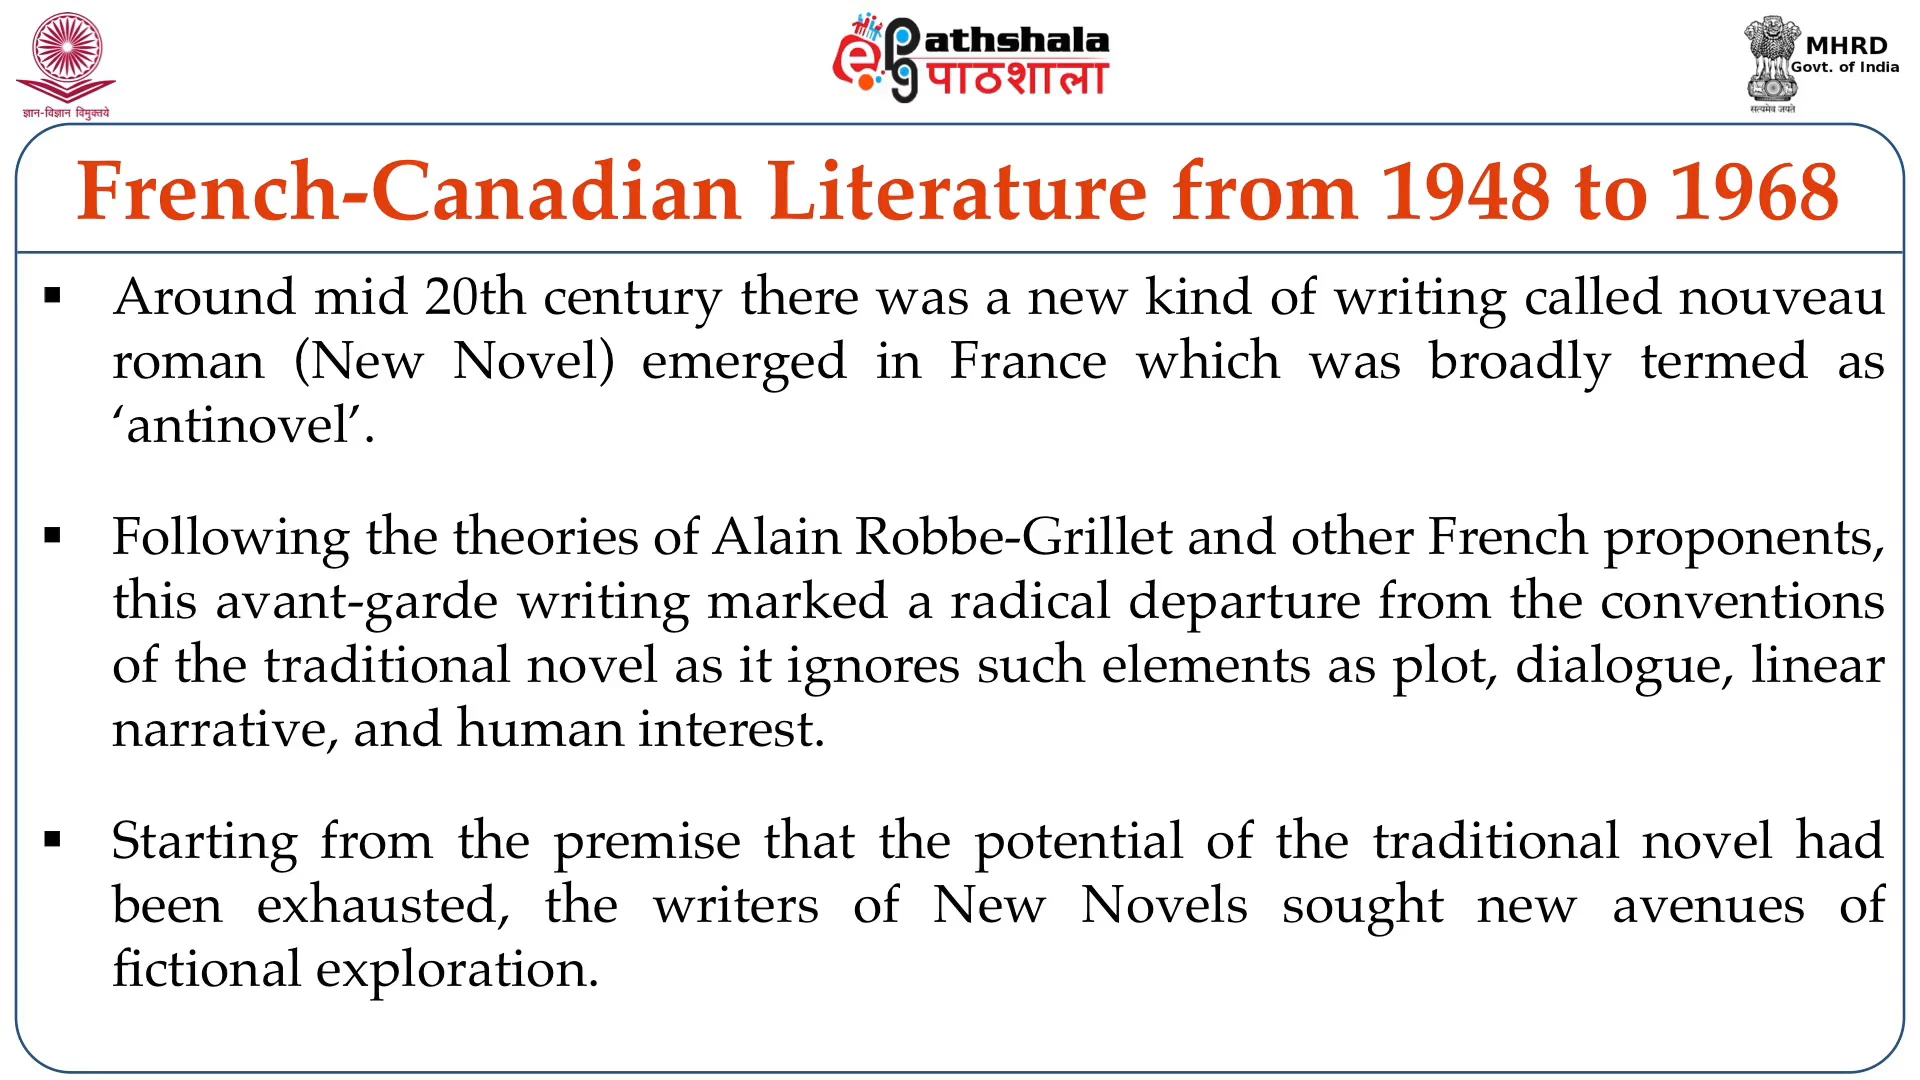 ज्ञान-विज्ञान विमुक्तये
e Pathshala
पाठशाला
MHRD
Govt. of India
सत्यमेव जयते
French-Canadian Literature from 1948 to 1968
▪ Around mid 20th century there was a new kind of writing called nouveau
roman (New Novel) emerged in France which was broadly termed as
‘antinovel’.
▪ Following the theories of Alain Robbe-Grillet and other French proponents,
this avant-garde writing marked a radical departure from the conventions
of the traditional novel as it ignores such elements as plot, dialogue, linear
narrative, and human interest.
▪ Starting from the premise that the potential of the traditional novel had
been exhausted, the writers of New Novels sought new avenues of
fictional exploration.